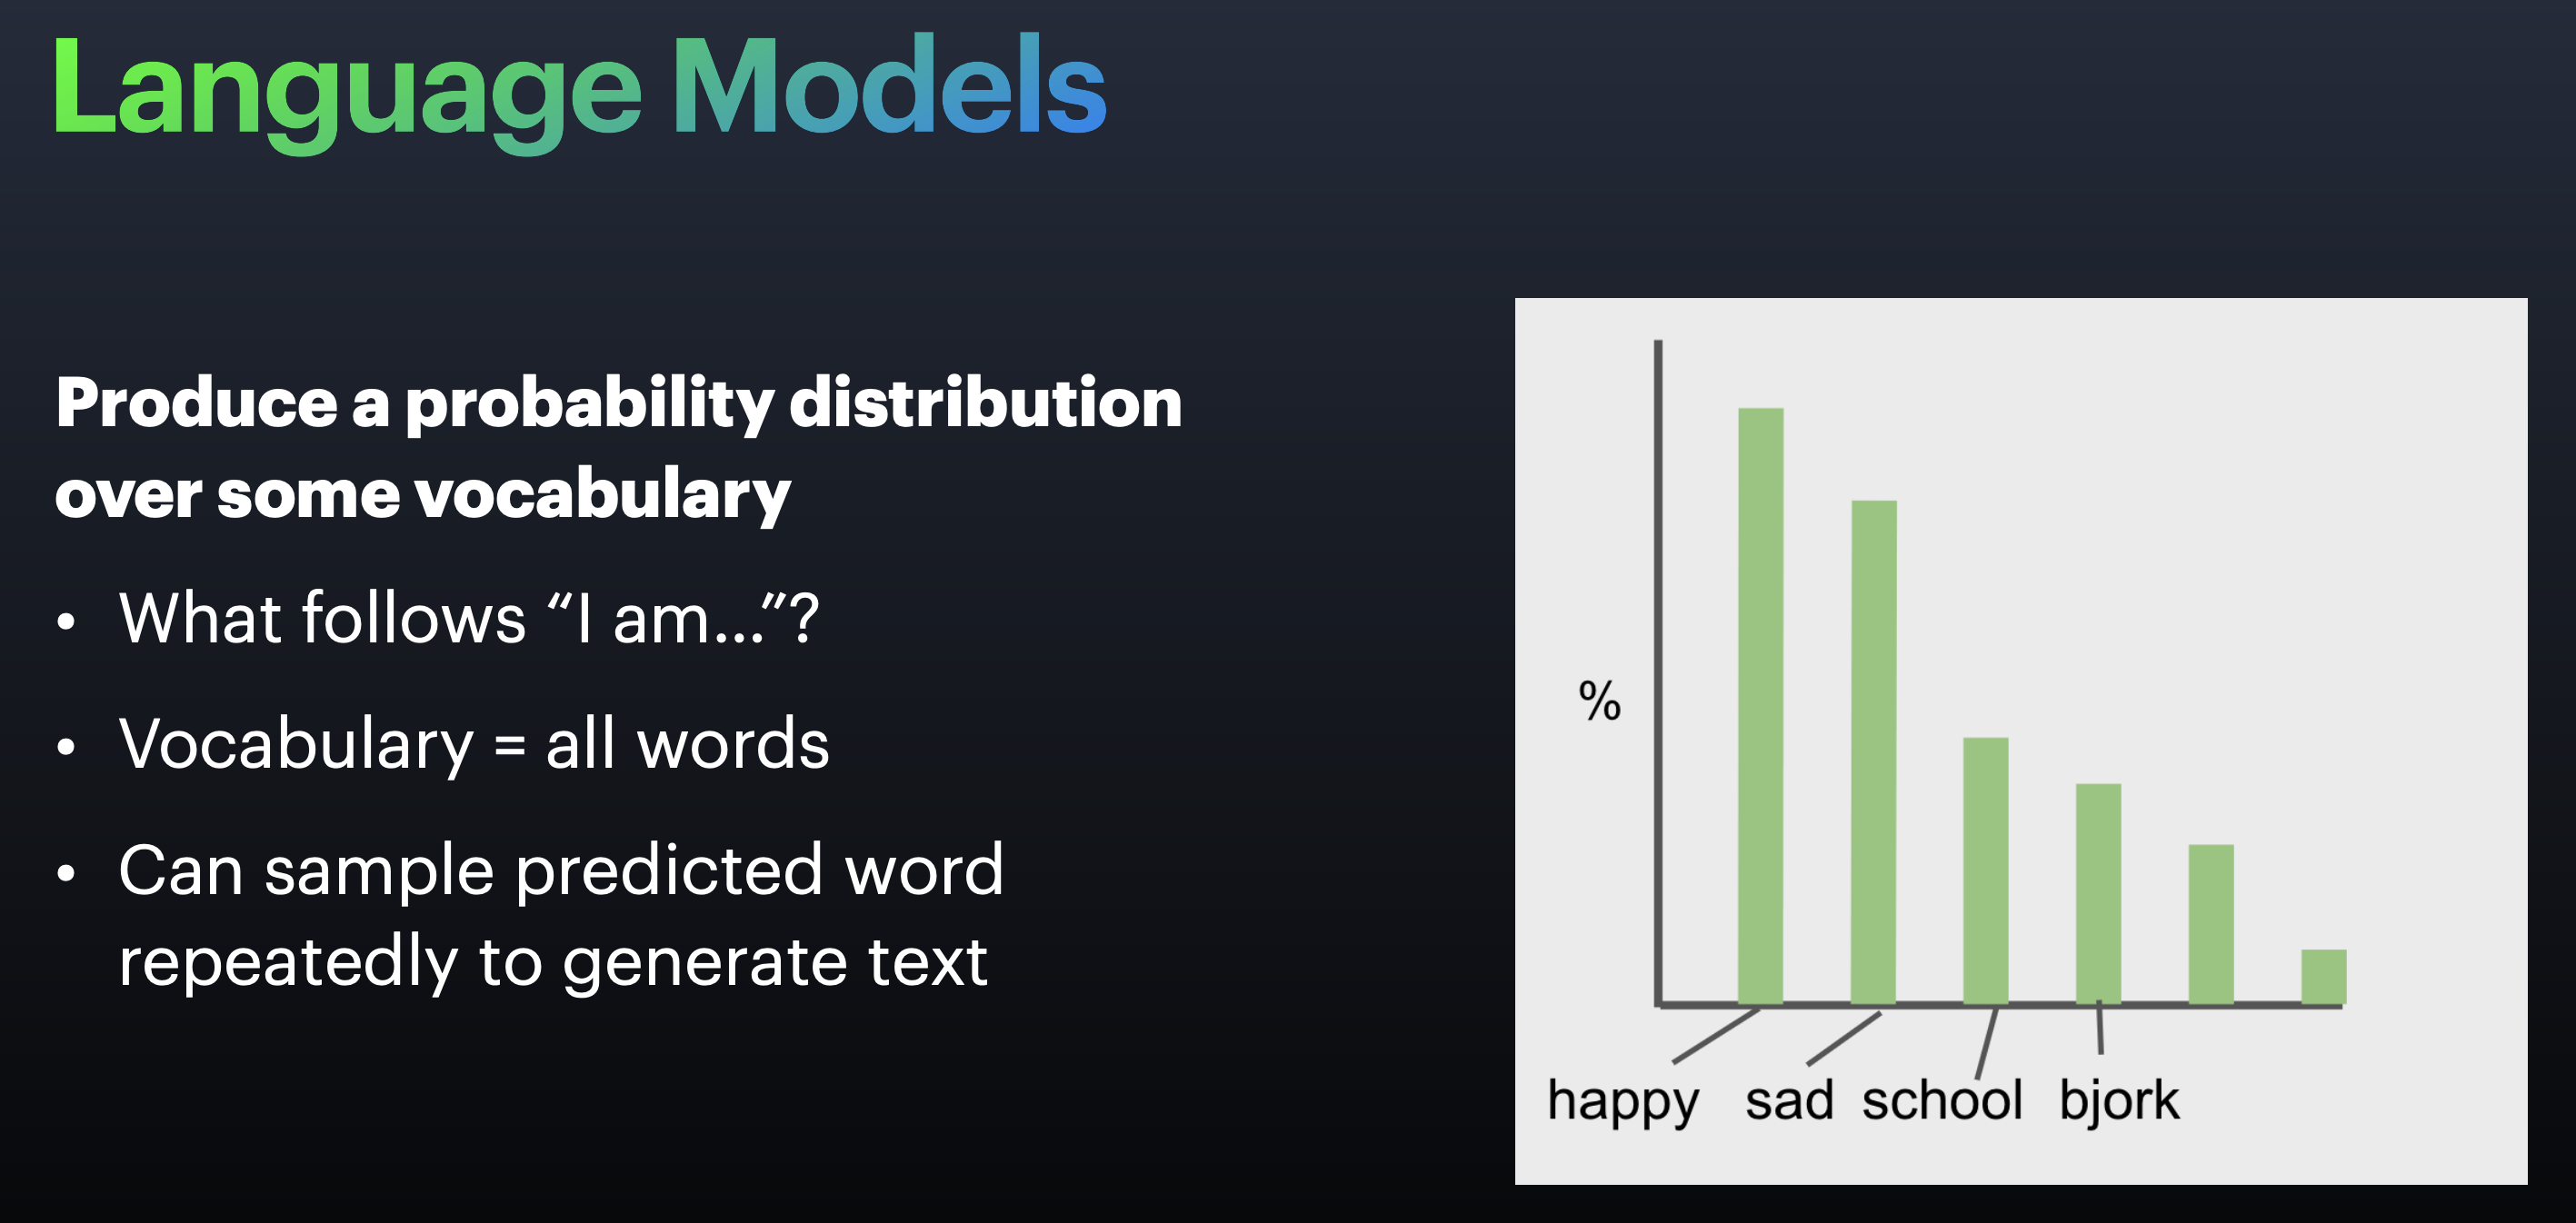 Language Models
Produce a probability distribution
over some vocabulary
• What follows “I am...”?
• Vocabulary = all words
• Can sample predicted word
repeatedly to generate text
%
happy sad school bjork